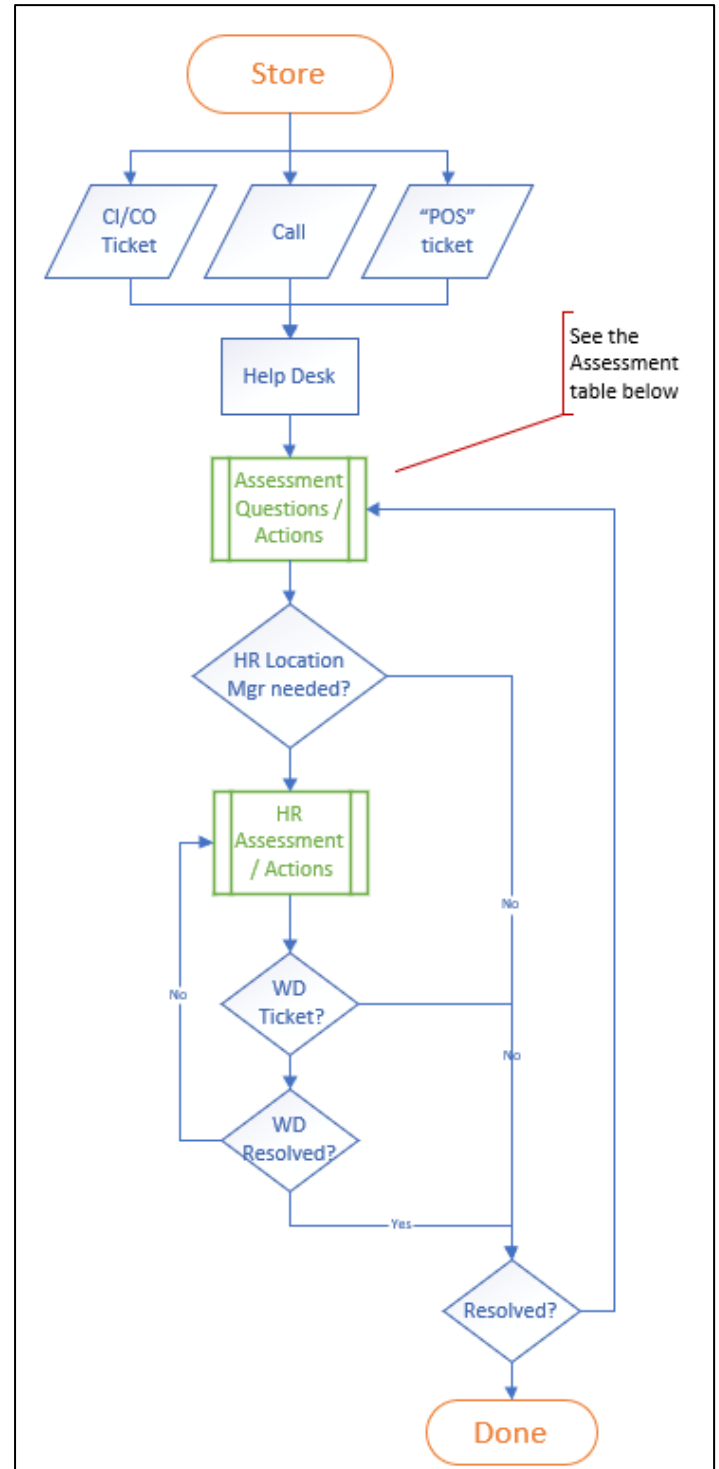 Store
CI/CO
Ticket
Call
“POS”
ticket
Help Desk
See the
Assessment
table below
Assessment
Questions /
Actions
HR Location
Mgr needed?
HR
Assessment
/ Actions
No
WD
Ticket?
No
No
WD
Resolved?
Yes
Resolved?
Done